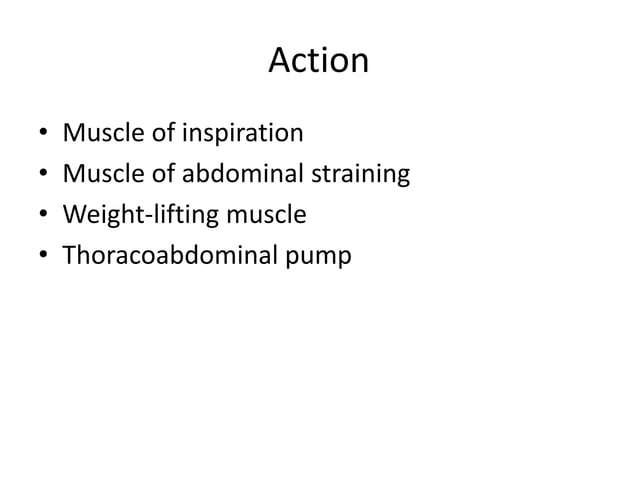 Action
• Muscle of inspiration
• Muscle of abdominal straining
• Weight-lifting muscle
• Thoracoabdominal pump